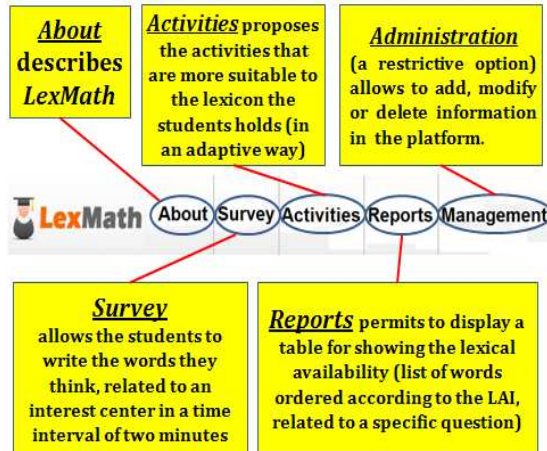 About
describes
LexMath
Activities proposes
the activities that
are more suitable to
the lexicon the
students holds (in
an adaptive way)
Administration
(a restrictive option)
allows to add, modify
or delete information
in the platform.
LexMath About Survey Activities Reports Management
Survey
allows the students to
write the words they
think, related to an
interest center in a time
interval of two minutes
Reports permits to display a
table for showing the lexical
availability (list of words
ordered according to the LAI,
related to a specific question)